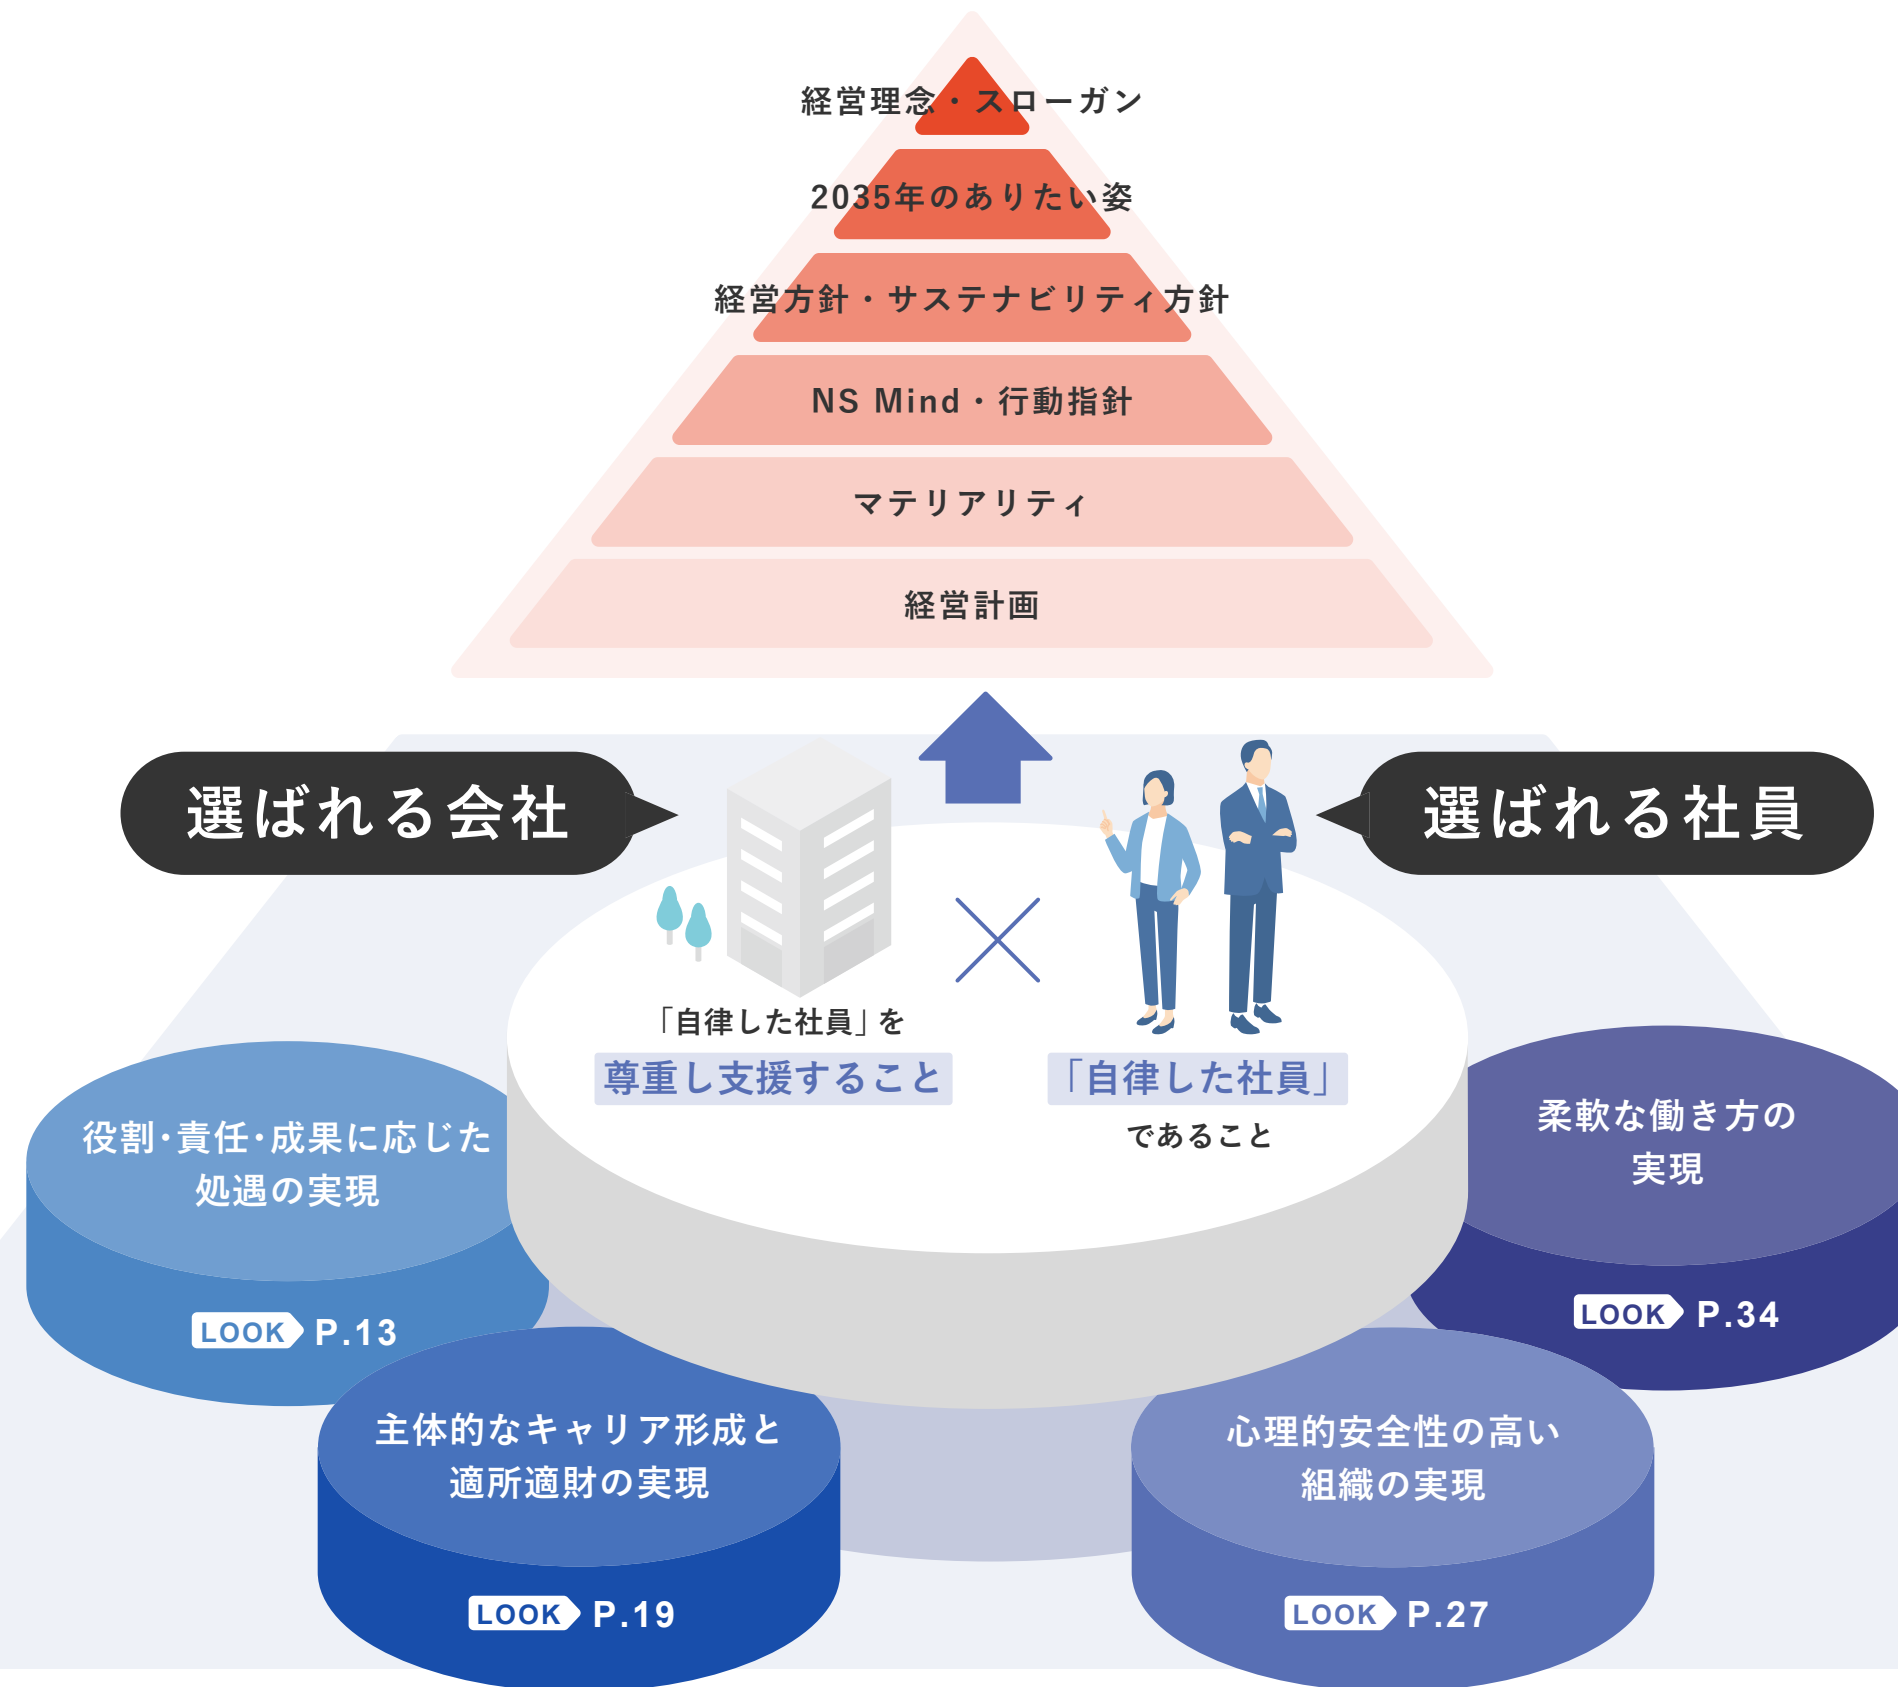 経営理念・スローガン
2035年のありたい姿
経営方針・サステナビリティ方針
NS Mind・行動指針
マテリアリティ
経営計画
選ばれる会社
選ばれる社員
「自律した社員」を
尊重し支援すること
「自律した社員」
であること
役割・責任・成果に応じた
処遇の実現
LOOK P.13
柔軟な働き方の
実現
LOOK P.34
主体的なキャリア形成と
適所適財の実現
LOOK P.19
心理的安全性の高い
組織の実現
LOOK P.27